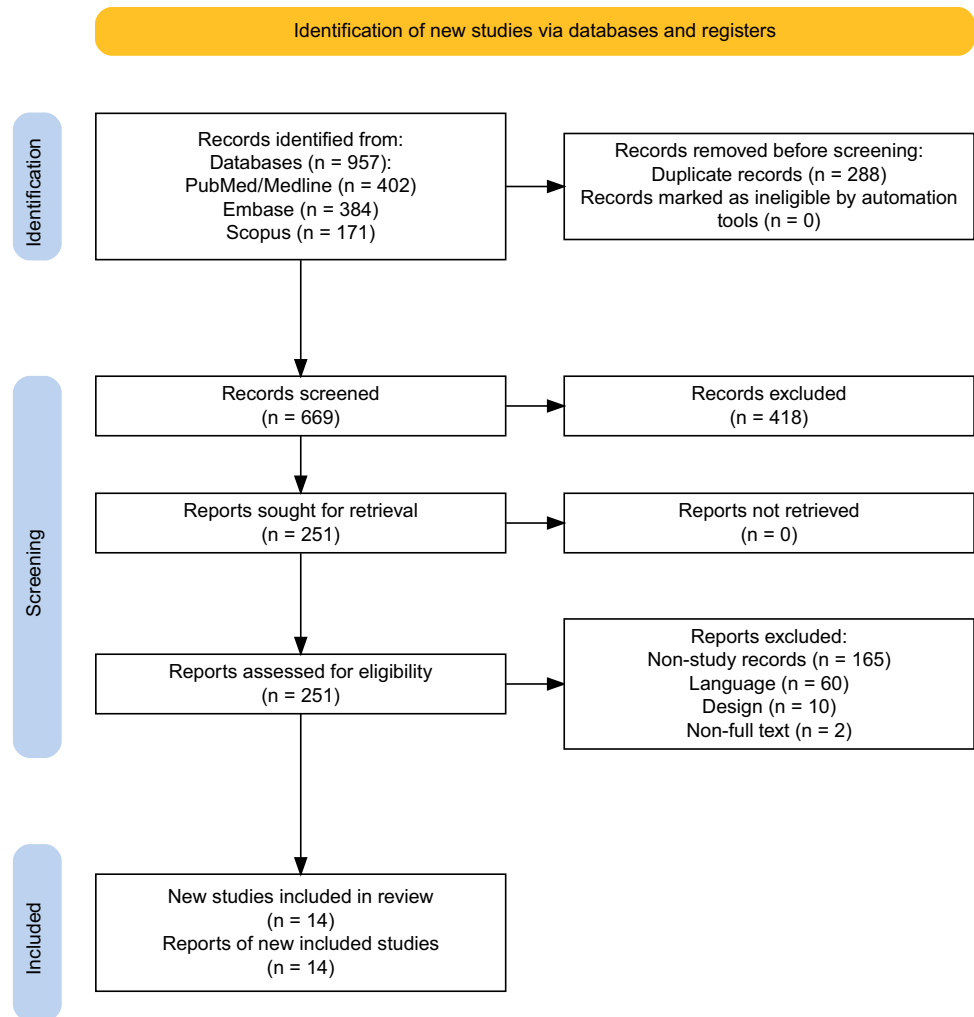 Identification of new studies via databases and registers
Identification
Records identified from:
Databases (n = 957):
PubMed/Medline (n = 402)
Embase (n = 384)
Scopus (n = 171)
Records removed before screening:
Duplicate records (n = 288)
Records marked as ineligible by automation
tools (n = 0)
Screening
Records screened
(n = 669)
Records excluded
(n = 418)
Reports sought for retrieval
(n = 251)
Reports not retrieved
(n = 0)
Reports assessed for eligibility
(n = 251)
Reports excluded:
Non-study records (n = 165)
Language (n = 60)
Design (n = 10)
Non-full text (n = 2)
Included
New studies included in review
(n = 14)
Reports of new included studies
(n = 14)